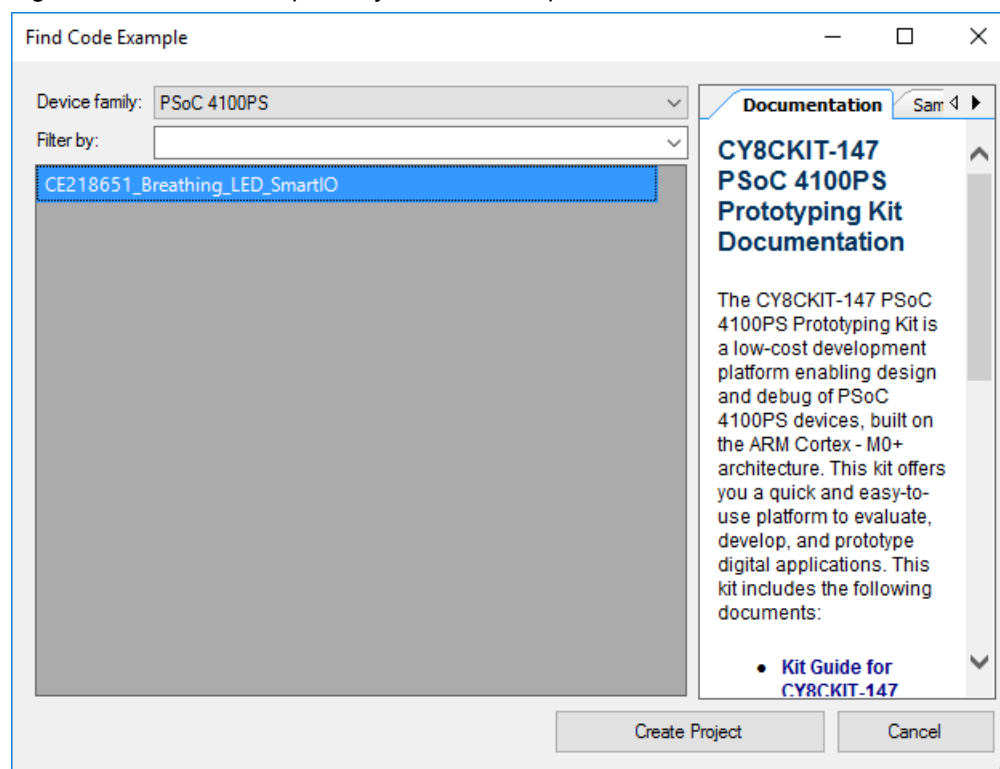 Find Code Example
Device family: PSoC 4100PS
Filter by:
CE218651_Breathing_LED_SmartIO
Documentation Sam
CY8CKIT-147
PSoC 4100PS
Prototyping Kit
Documentation
The CY8CKIT-147 PSoC
4100PS Prototyping Kit is
a low-cost development
platform enabling design
and debug of PSoC
4100PS devices, built on
the ARM Cortex - M0+
architecture. This kit offers
you a quick and easy-to-
use platform to evaluate,
develop, and prototype
digital applications. This
kit includes the following
documents:
• Kit Guide for
CY8CKIT-147
Create Project Cancel